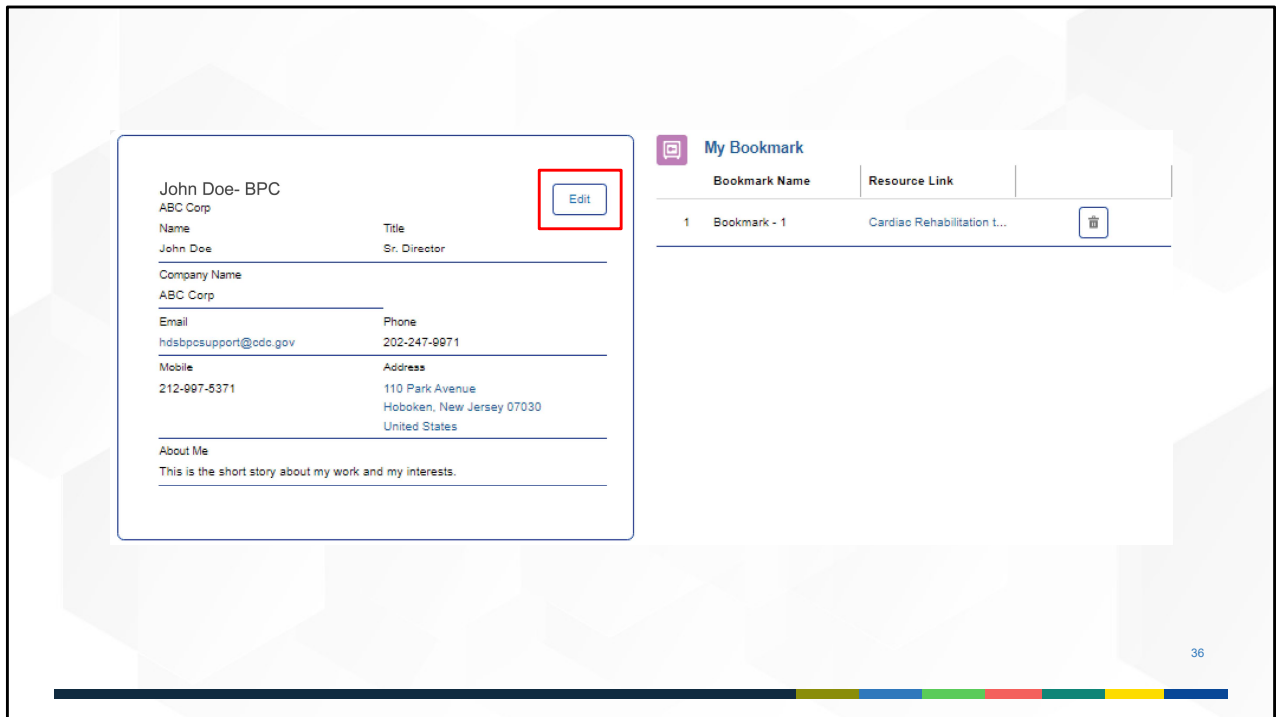 John Doe- BPC
ABC Corp
Edit
Name Title
John Doe Sr. Director
Company Name
ABC Corp
Email Phone
hdsbpcsupport@cdc.gov 202-247-9971
Mobile Address
212-997-5371 110 Park Avenue
Hoboken, New Jersey 07030
United States
About Me
This is the short story about my work and my interests.
My Bookmark
Bookmark Name Resource Link
1 Bookmark - 1 Cardiac Rehabilitation t...
36